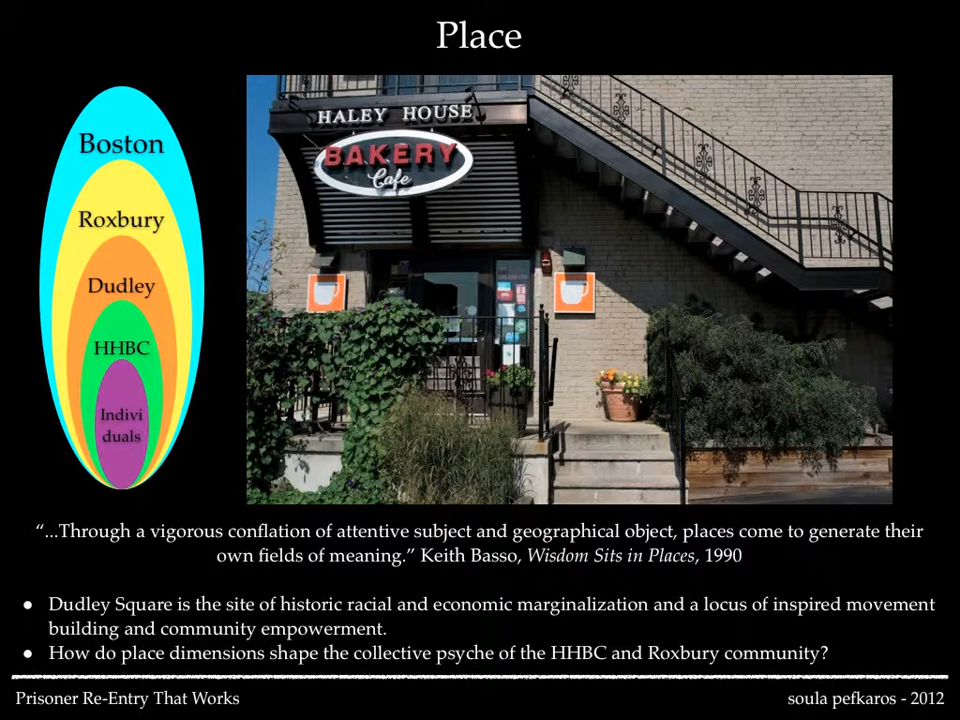 Place
Boston
Roxbury
Dudley
HHBC
Indivi
duals
HALEY HOUSE
BAKERY
Cafe
“...Through a vigorous conflation of attentive subject and geographical object, places come to generate their
own fields of meaning.” Keith Basso, Wisdom Sits in Places, 1990
● Dudley Square is the site of historic racial and economic marginalization and a locus of inspired movement
building and community empowerment.
● How do place dimensions shape the collective psyche of the HHBC and Roxbury community?
Prisoner Re-Entry That Works
soula pefkaros - 2012